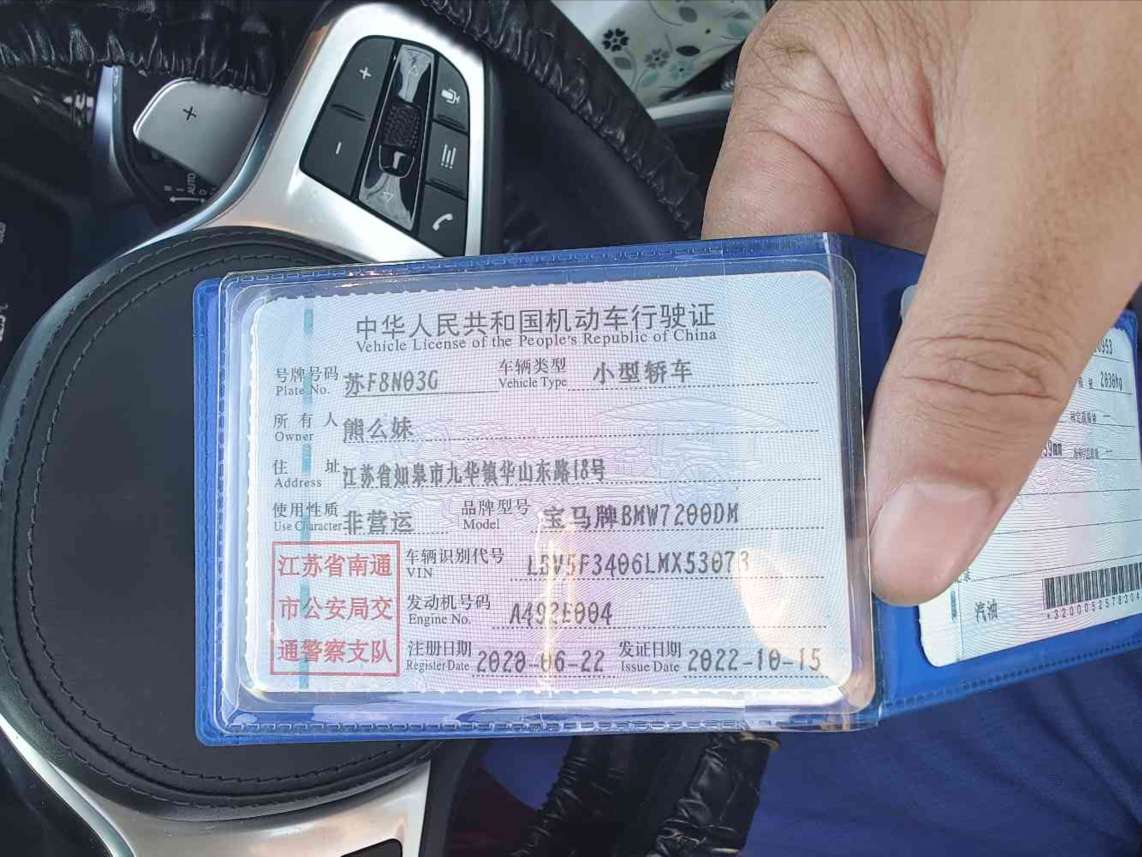 中华人民共和国机动车行驶证
Vehicle License of the People's Republic of China
号牌号码 苏F8N03G 车辆类型 小型轿车
Plate No. Vehicle Type
所有人 熊么妹
Owner
住址 江苏省如皋市九华镇华山东路18号
Address
使用性质 非营运 品牌型号 宝马牌BMW7200DM
Use Character Model
江苏省南通
市公安局交
通警察支队
车辆识别代号 LBV5F3406LMX53073
VIN
发动机号码 A492E004
Engine No.
注册日期 2020-06-22 发证日期 2022-10-15
Register Date Issue Date
2030kg
汽油
AUTO